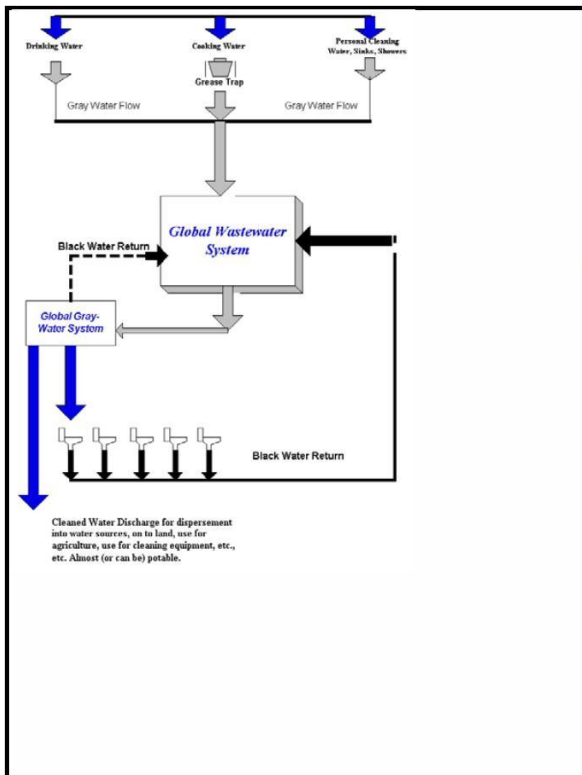 Drinking Water
Cooking Water
Personal Cleaning
Water, Sinks, Showers
Grease Trap
Gray Water Flow
Gray Water Flow
Global Wastewater
System
Black Water Return
Global Gray-
Water System
Black Water Return
Cleaned Water Discharge for dispersement
into water sources, on to land, use for
agriculture, use for cleaning equipment, etc.,
etc. Almost (or can be) potable.